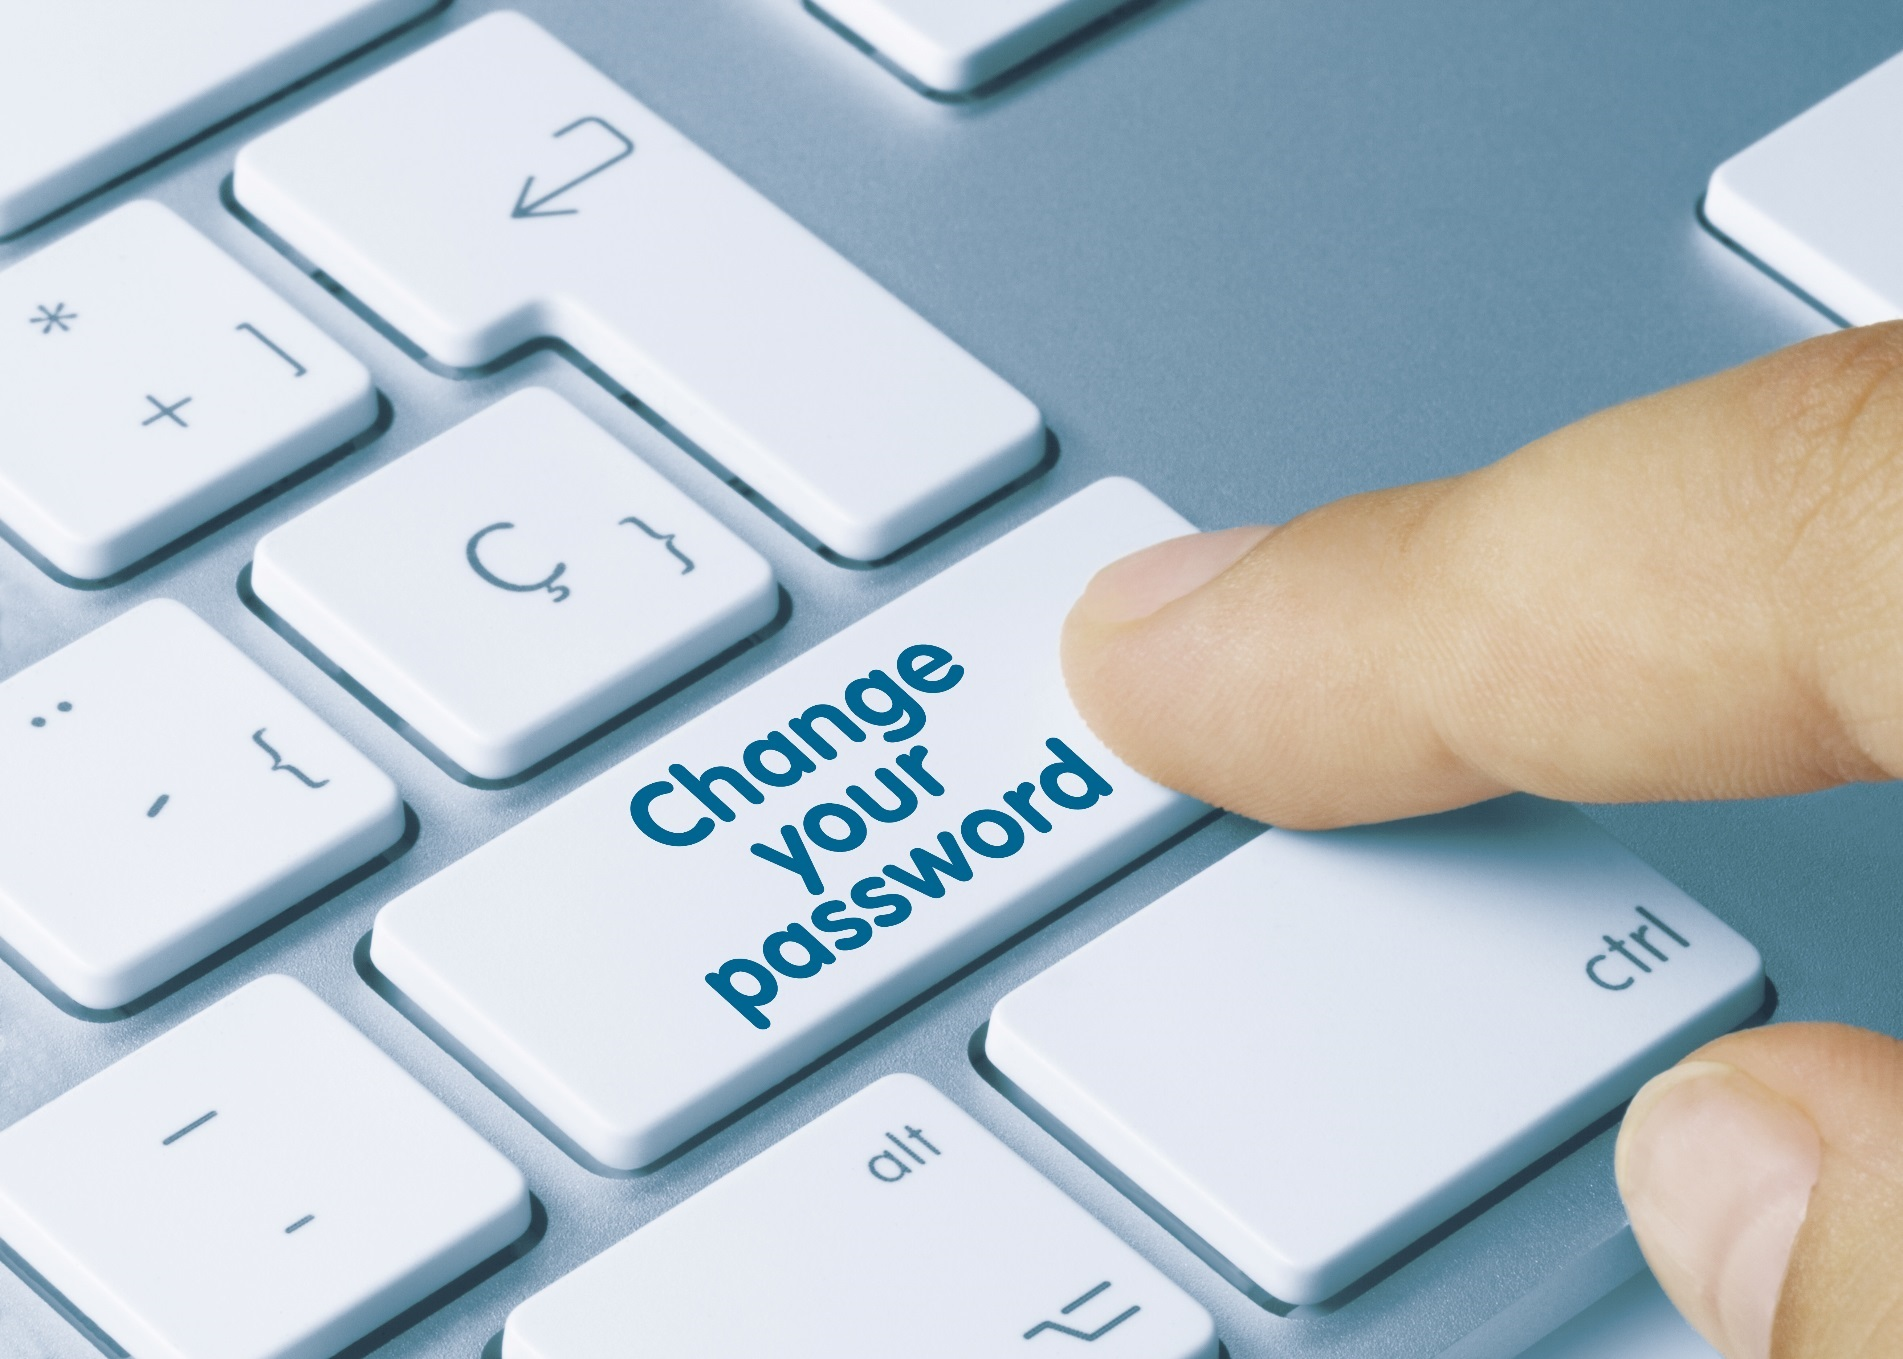 * ]
+
Ç }
¨ {
´
Change
your
password
ctrl
_
-
alt
⌥